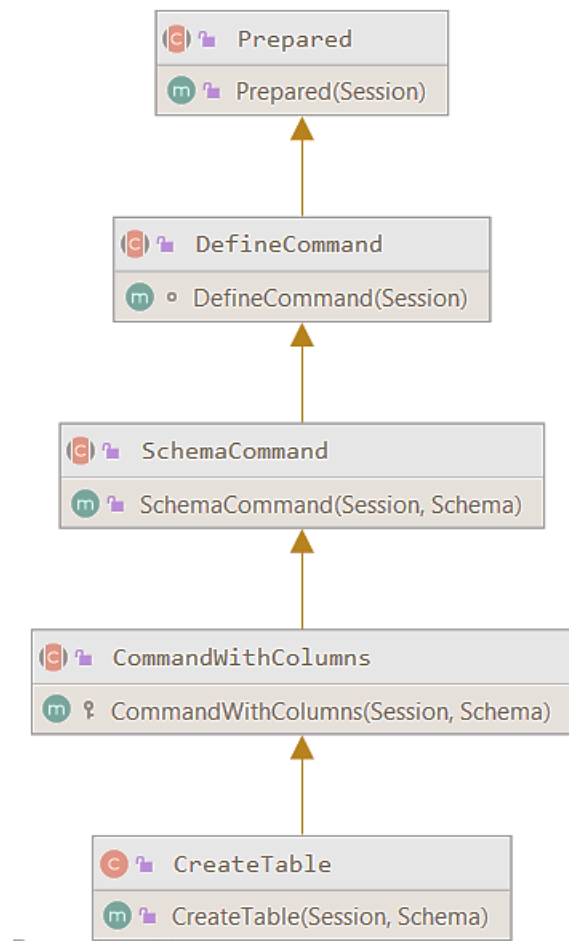 Prepared
Prepared(Session)
DefineCommand
DefineCommand(Session)
SchemaCommand
SchemaCommand(Session, Schema)
CommandWithColumns
CommandWithColumns(Session, Schema)
CreateTable
CreateTable(Session, Schema)